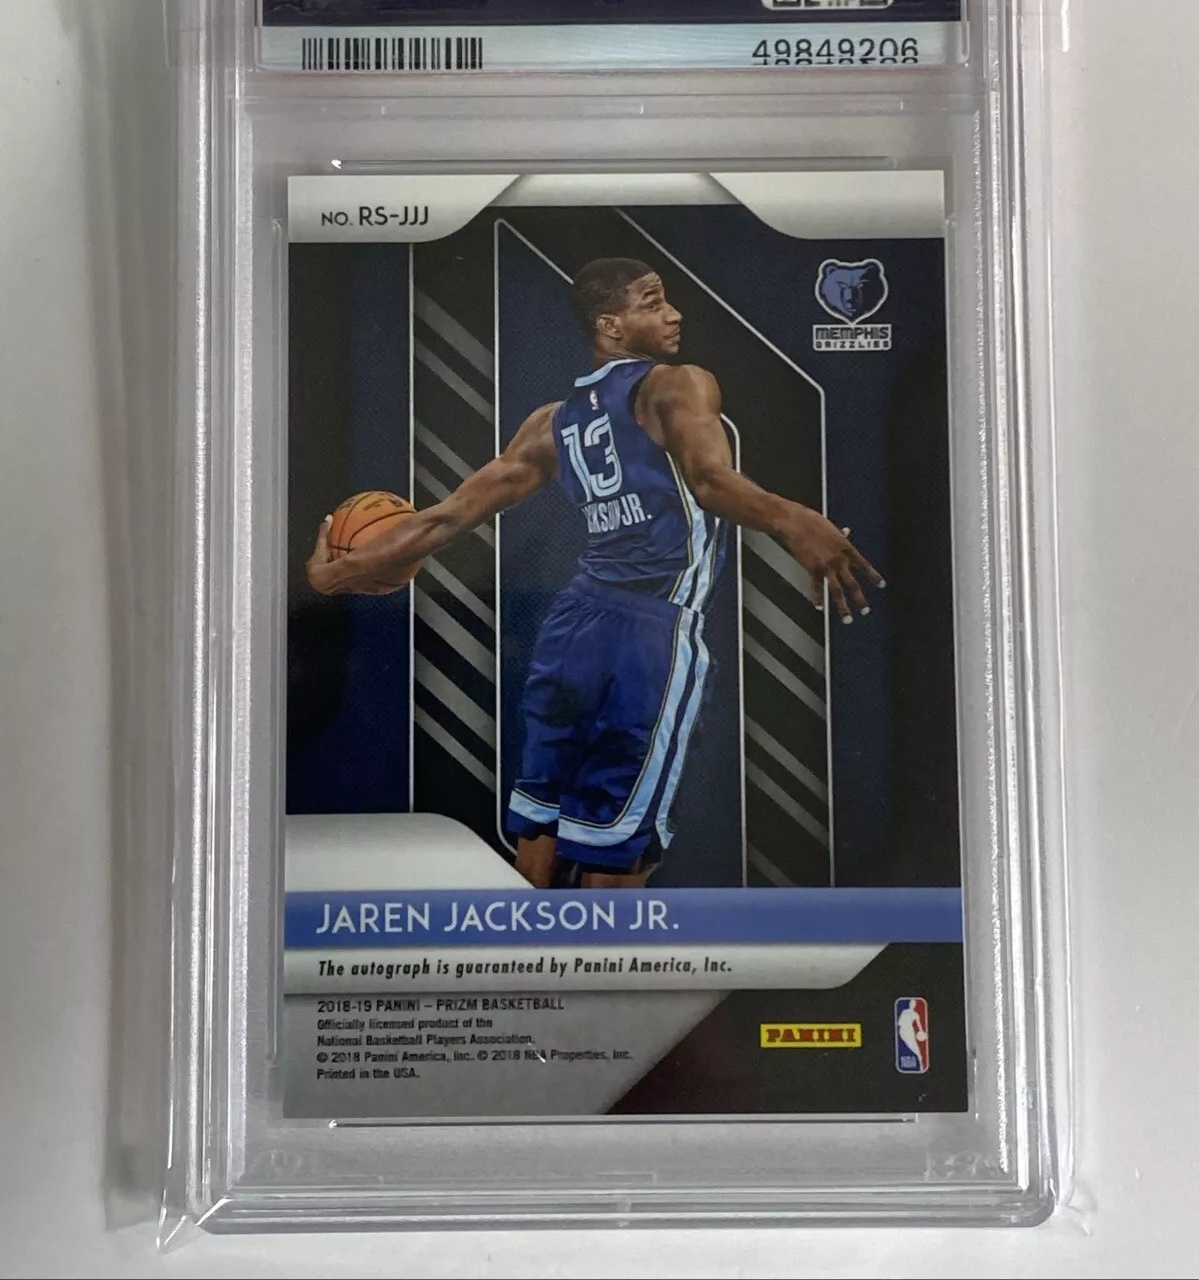 49849206
NO. RS-JJJ
MEMPHIS
GRIZZLIES
13
JR.
JAREN JACKSON JR.
The autograph is guaranteed by Panini America, Inc.
2018-19 PANINI – PRIZM BASKETBALL
Officially licensed product of the
National Basketball Players Association.
© 2018 Panini America, Inc. © 2018 NBA Properties, Inc.
Printed in the USA.
PANINI
NBA